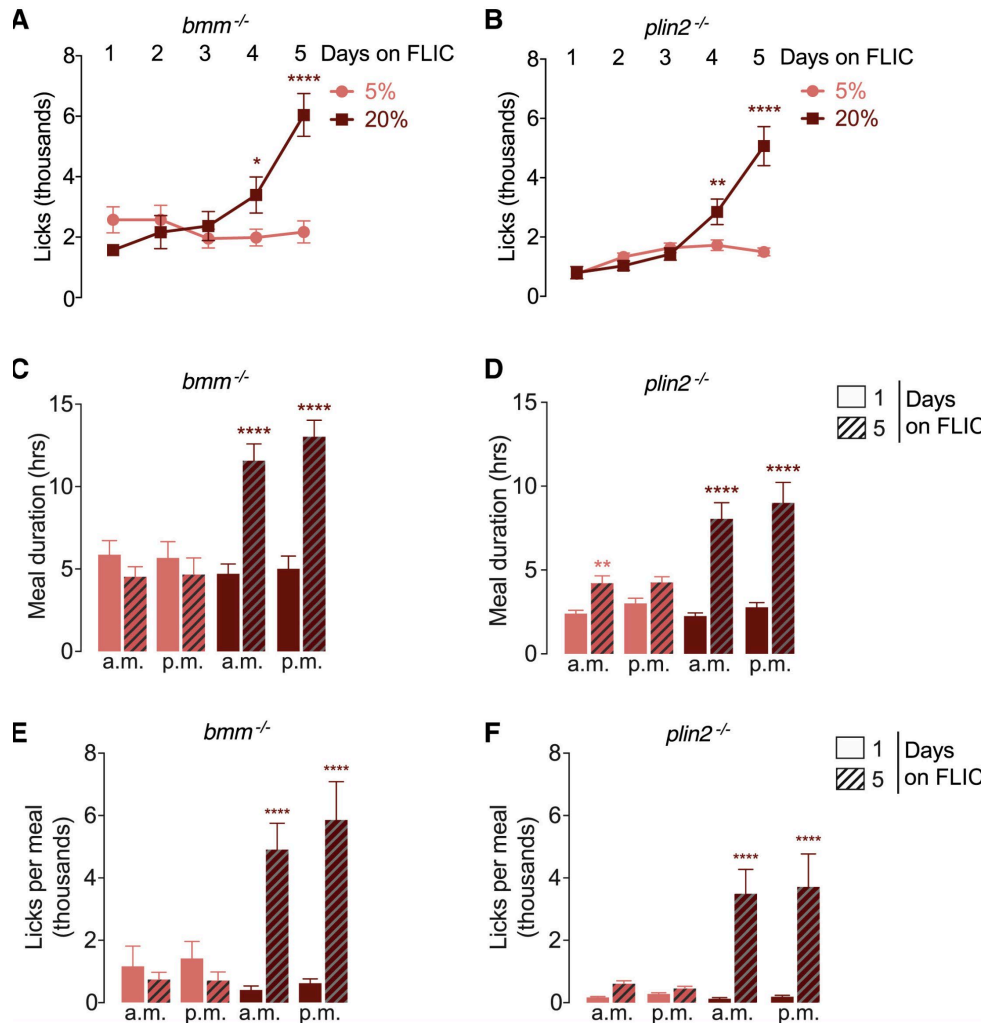 A
bmm-/-
1 2 3 4 5 Days on FLIC
8
6
4
2
0
Licks (thousands)
5%
20%
*
****
B
plin2-/-
1 2 3 4 5 Days on FLIC
8
6
4
2
0
Licks (thousands)
5%
20%
**
****
C
bmm-/-
15
10
5
0
Meal duration (hrs)
**** ****
a.m. p.m. a.m. p.m.
D
plin2-/-
15
10
5
0
Meal duration (hrs)
** **** ****
a.m. p.m. a.m. p.m.
1
5
Days
on FLIC
E
bmm-/-
8
6
4
2
0
Licks per meal
(thousands)
**** ****
a.m. p.m. a.m. p.m.
F
plin2-/-
8
6
4
2
0
Licks per meal
(thousands)
**** ****
a.m. p.m. a.m. p.m.
1
5
Days
on FLIC